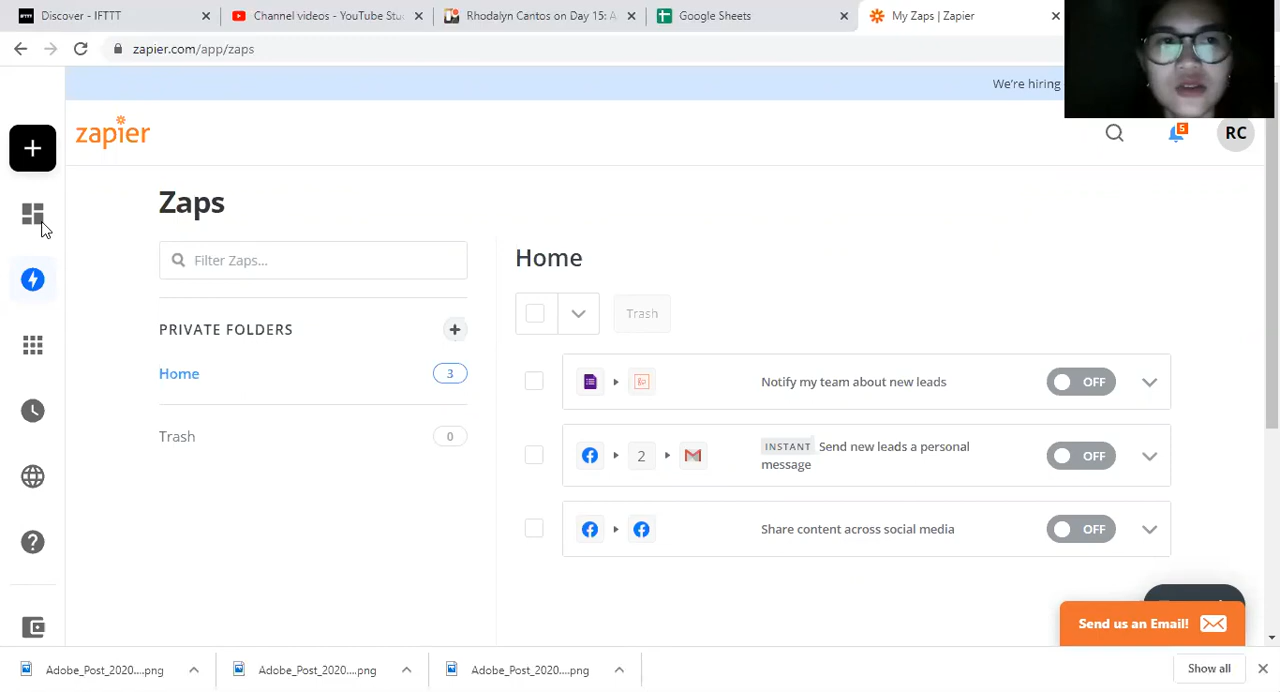 Discover - IFTTT
Channel videos - YouTube Stu
Rhodalyn Cantos on Day 15: A
Google Sheets
My Zaps | Zapier
zapier.com/app/zaps
We're hiring
zapier
5
RC
Zaps
Filter Zaps...
PRIVATE FOLDERS
Home
3
Trash
0
Home
Trash
Notify my team about new leads
OFF
2
INSTANT Send new leads a personal
message
OFF
Share content across social media
OFF
Send us an Email!
Adobe_Post_2020....png
Adobe_Post_2020....png
Adobe_Post_2020....png
Show all